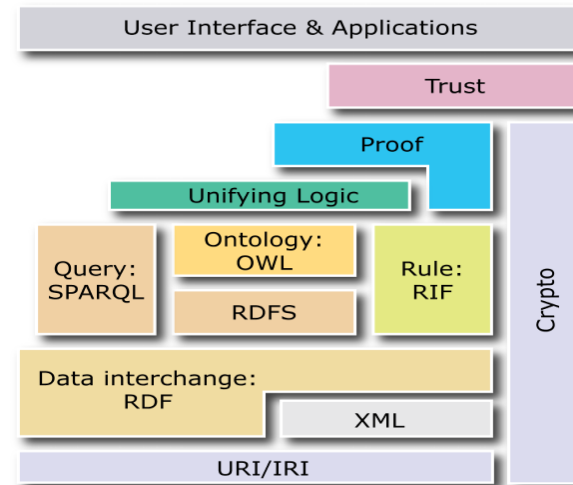 User Interface & Applications
Trust
Proof
Unifying Logic
Ontology:
OWL
Query:
SPARQL
Rule:
RIF
RDFS
Crypto
Data interchange:
RDF
XML
URI/IRI